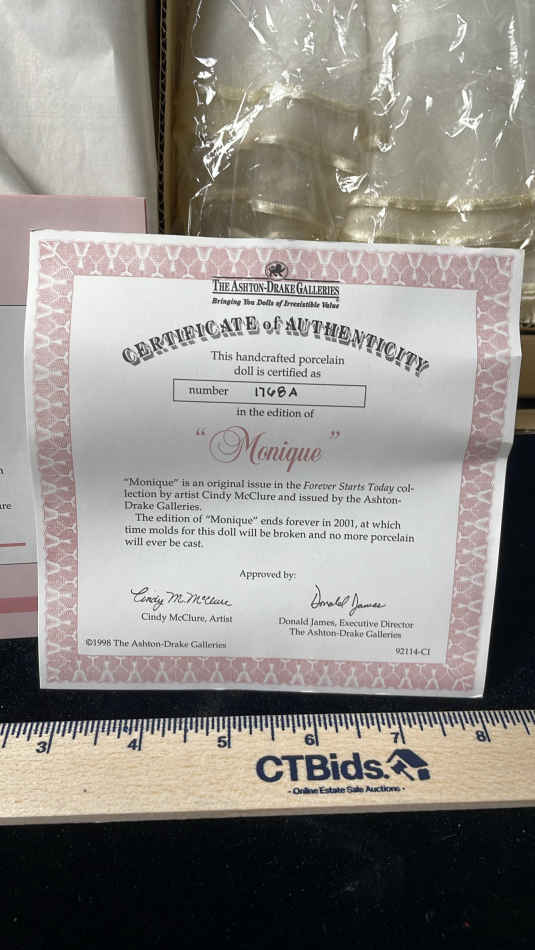 THE ASHTON-DRAKE GALLERIES
Bringing You Dolls of Irresistible Value
CERTIFICATE of AUTHENTICITY
This handcrafted porcelain
doll is certified as
number 1768A
in the edition of
"Monique"
"Monique" is an original issue in the Forever Starts Today col-
lection by artist Cindy McClure and issued by the Ashton-
Drake Galleries.
The edition of "Monique" ends forever in 2001, at which
time molds for this doll will be broken and no more porcelain
will ever be cast.
Approved by:
Cindy M. McClure
Donald James
Cindy McClure, Artist
Donald James, Executive Director
The Ashton-Drake Galleries
©1998 The Ashton-Drake Galleries
92114-CI
3 4 5 6 7 8
CTBids.
- Online Estate Sale Auctions -